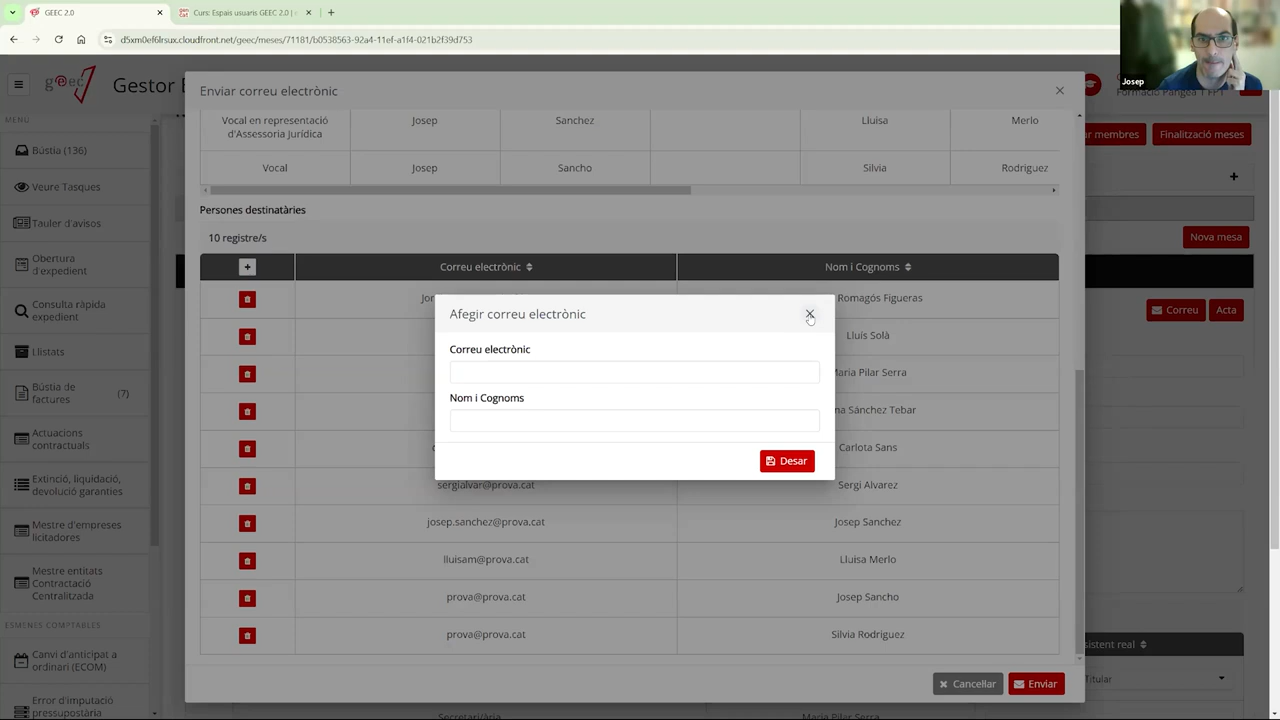 GEEC 2.0
Curs: Espais usuaris GEEC 2.0 |
d5xm0ef6lrsux.cloudfront.net/geec/meses/71181/b0538563-92a4-11ef-a1f4-021b2f39d753
Josep
geec
Gestor
Formació Pangea i FP1
Enviar correu electrònic
MENÚ
Bústia (136)
Veure Tasques
Tauler d'avisos
Obertura
d'expedient
Consulta ràpida
expedient
Llistats
Bústia de
factures
(7)
Actuacions
contractuals
Extinció, liquidació,
devolució garanties
Mestre d'empreses
licitadores
Mestre entitats
Contractació
Centralitzada
ESMENES COMPTABLES
Canvi d'anticipat a
ordinari (ECOM)
Error d'imputació
pressupostària
Vocal en representació
d'Assessoria Jurídica
Josep
Sanchez
Lluisa
Merlo
Vocal
Josep
Sancho
Silvia
Rodriguez
membres
Finalització meses
Nova mesa
Correu
Acta
Persones destinatàries
10 registre/s
+
Correu electrònic
Nom i Cognoms
Romagós Figueras
Lluís Solà
Maria Pilar Serra
na Sánchez Tebar
Carlota Sans
sergialvar@prova.cat
Sergi Alvarez
josep.sanchez@prova.cat
Josep Sanchez
lluisam@prova.cat
Lluisa Merlo
prova@prova.cat
Josep Sancho
prova@prova.cat
Silvia Rodriguez
Afegir correu electrònic
Correu electrònic
Nom i Cognoms
Desar
Cancel·lar
Enviar
sistent real
Titular
Secretari/Ària
Maria Pilar Serra